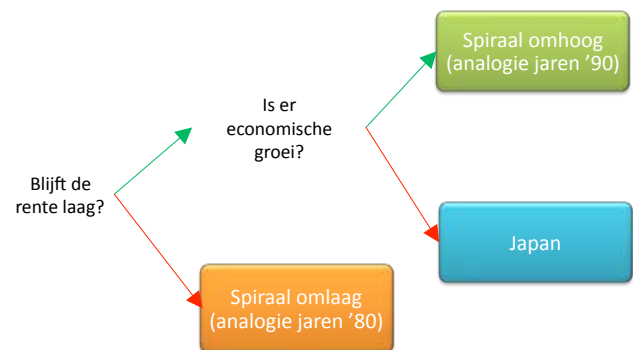 Blijft de
rente laag?
Is er
economische
groei?
Spiraal omhoog
(analogie jaren ’90)
Japan
Spiraal omlaag
(analogie jaren ’80)